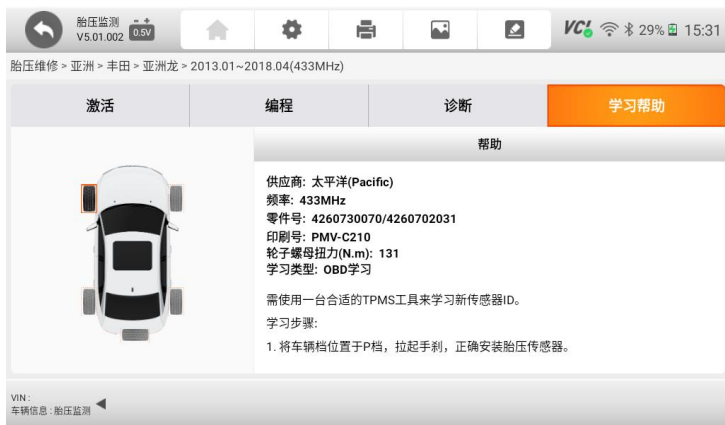 胎压监测
V5.01.002
0.5V
VCI
29%
15:31
胎压维修 > 亚洲 > 丰田 > 亚洲龙 > 2013.01~2018.04(433MHz)
激活
编程
诊断
学习帮助
帮助
供应商: 太平洋(Pacific)
频率: 433MHz
零件号: 4260730070/4260702031
印刷号: PMV-C210
轮子螺母扭力(N.m): 131
学习类型: OBD学习
需使用一台合适的TPMS工具来学习新传感器ID。
学习步骤:
1. 将车辆档位置于P档，拉起手刹，正确安装胎压传感器。
VIN :
车辆信息 : 胎压监测